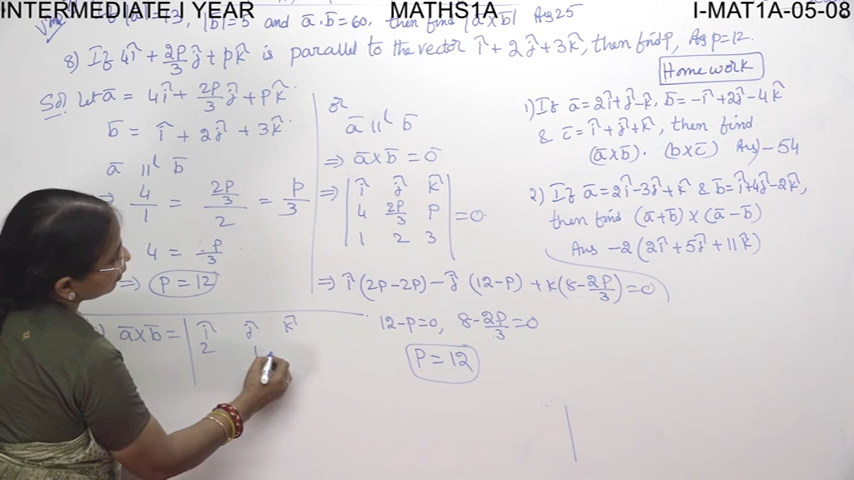 INTERMEDIATE I YEAR MATHS1A I-MAT1A-05-08
|b̄|=5 and ā·b̄=60, then find |ā×b̄| Ans 25
8) If 4î+2p/3 ĵ+pk̂ is parallel to the vector î+2ĵ+3k̂, then find p, Ans p=12.
Sol) Let ā = 4î+2p/3 ĵ+pk̂
b̄ = î+2ĵ+3k̂
ā ||l b̄
⇒ 4/1 = (2p/3)/2 = p/3
4 = p/3
⇒ p=12
or
ā ||l b̄
⇒ ā×b̄=ō
⇒ | î ĵ k̂
4 2p/3 p
1 2 3 | =0
⇒ î(2p-2p)-ĵ(12-p)+k(8-2p/3)=0
12-p=0, 8-2p/3=0
p=12
Homework
1) If ā=2î+ĵ-k̂, b̄=-î+2ĵ-4k̂
& c̄=î+ĵ+k̂, then find
(ā×b̄)·(b×c̄) Ans)-54
2) If ā=2î-3ĵ+k̂ & b̄=î+4ĵ-2k̂,
then find (ā+b̄)×(ā-b̄)
Ans -2(2î+5ĵ+11k̂)
ā×b̄= | î ĵ k̂
2 1